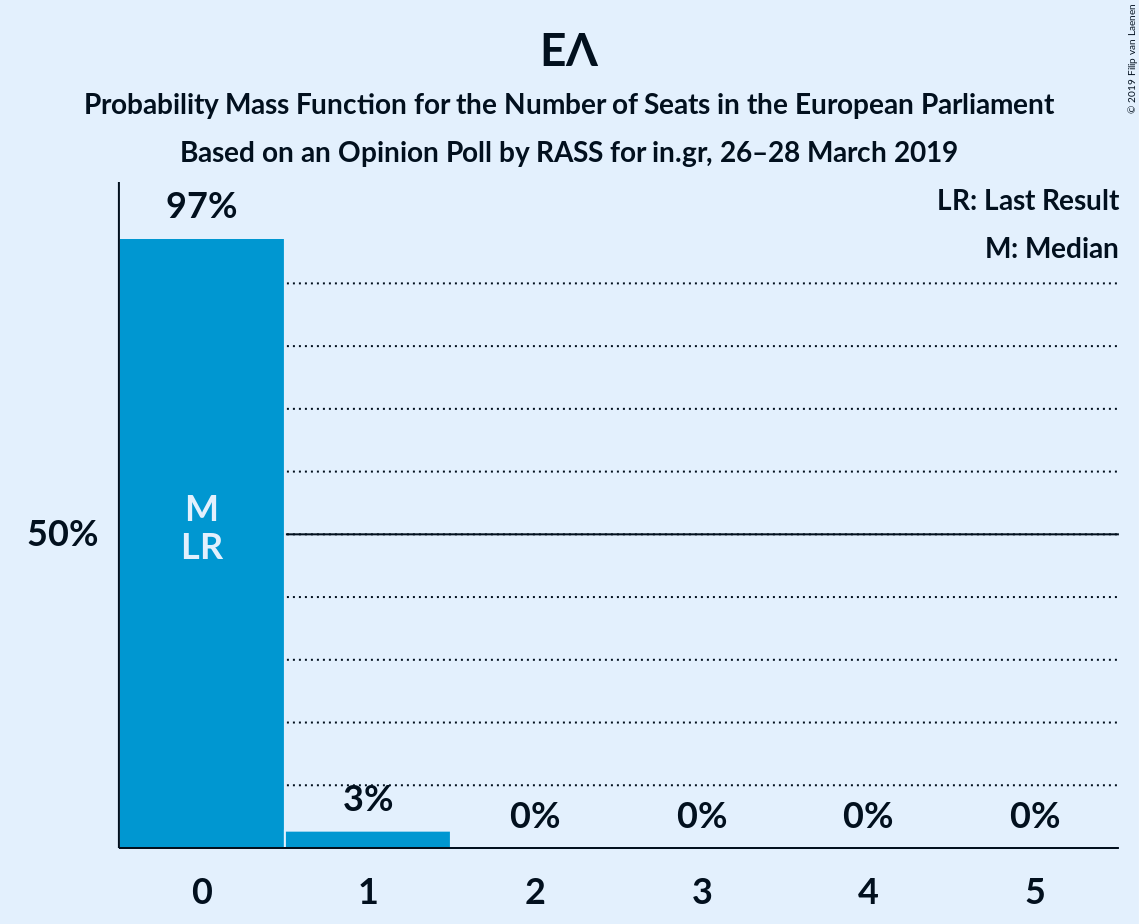 ΕΛ
Probability Mass Function for the Number of Seats in the European Parliament
Based on an Opinion Poll by RASS for in.gr, 26–28 March 2019
© 2019 Filip van Laenen
LR: Last Result
M: Median
97%
50%
M
LR
3%
0%
0%
0%
0%
0
1
2
3
4
5